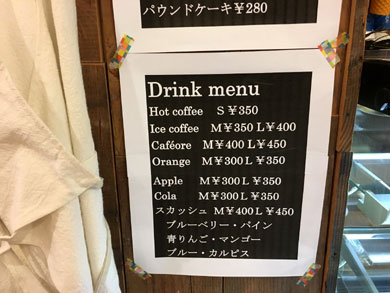 パウンドケーキ¥280
Drink menu
Hot coffee S¥350
Ice coffee M¥350 L¥400
Caféore M¥400 L¥450
Orange M¥300 L¥350
Apple M¥300 L¥350
Cola M¥300 L¥350
スカッシュ M¥400 L¥450
ブルーベリー・パイン
青りんご・マンゴー
ブルー・カルピス